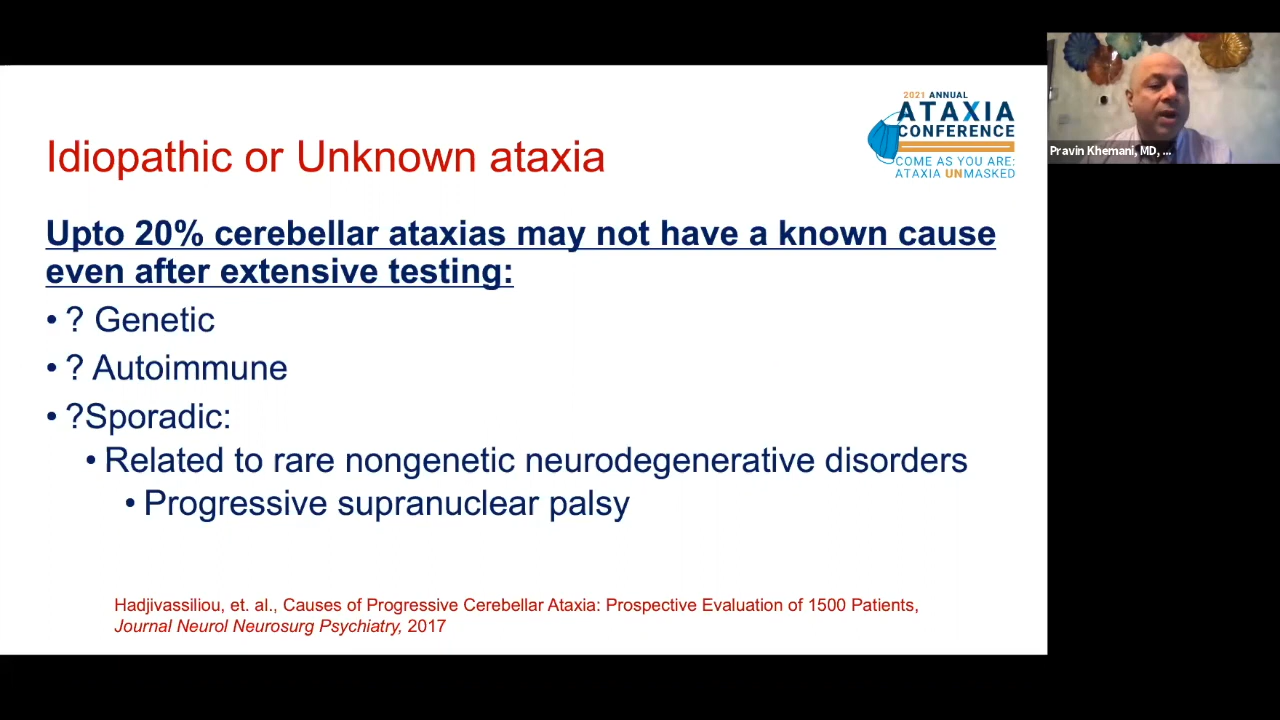 2021 ANNUAL
ATAXIA
CONFERENCE
COME AS YOU ARE:
ATAXIA UNMASKED
Pravin Khemani, MD, ...
Idiopathic or Unknown ataxia
Upto 20% cerebellar ataxias may not have a known cause
even after extensive testing:
• ? Genetic
• ? Autoimmune
• ?Sporadic:
• Related to rare nongenetic neurodegenerative disorders
• Progressive supranuclear palsy
Hadjivassiliou, et. al., Causes of Progressive Cerebellar Ataxia: Prospective Evaluation of 1500 Patients,
Journal Neurol Neurosurg Psychiatry, 2017